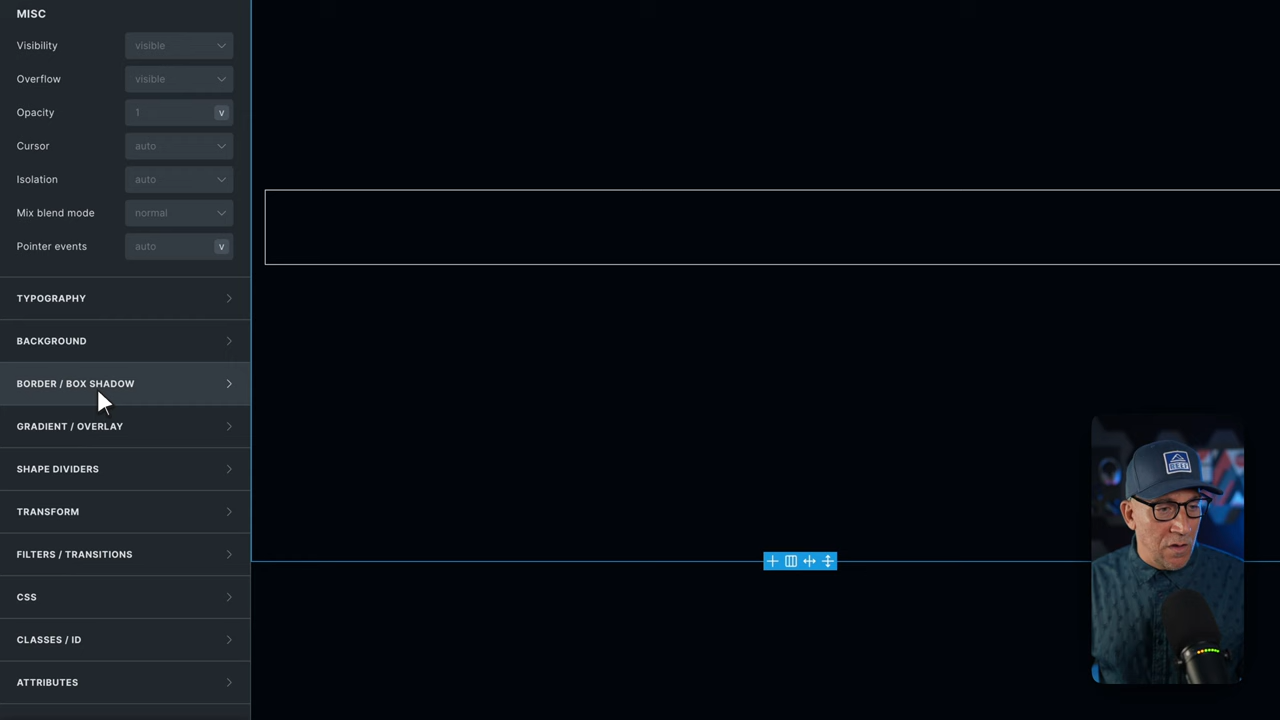 MISC
Visibility
visible
Overflow
visible
Opacity
1
v
Cursor
auto
Isolation
auto
Mix blend mode
normal
Pointer events
auto
v
TYPOGRAPHY
BACKGROUND
BORDER / BOX SHADOW
GRADIENT / OVERLAY
SHAPE DIVIDERS
TRANSFORM
FILTERS / TRANSITIONS
CSS
CLASSES / ID
ATTRIBUTES